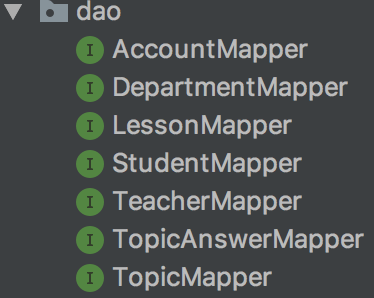 dao
I AccountMapper
I DepartmentMapper
I LessonMapper
I StudentMapper
I TeacherMapper
I TopicAnswerMapper
I TopicMapper